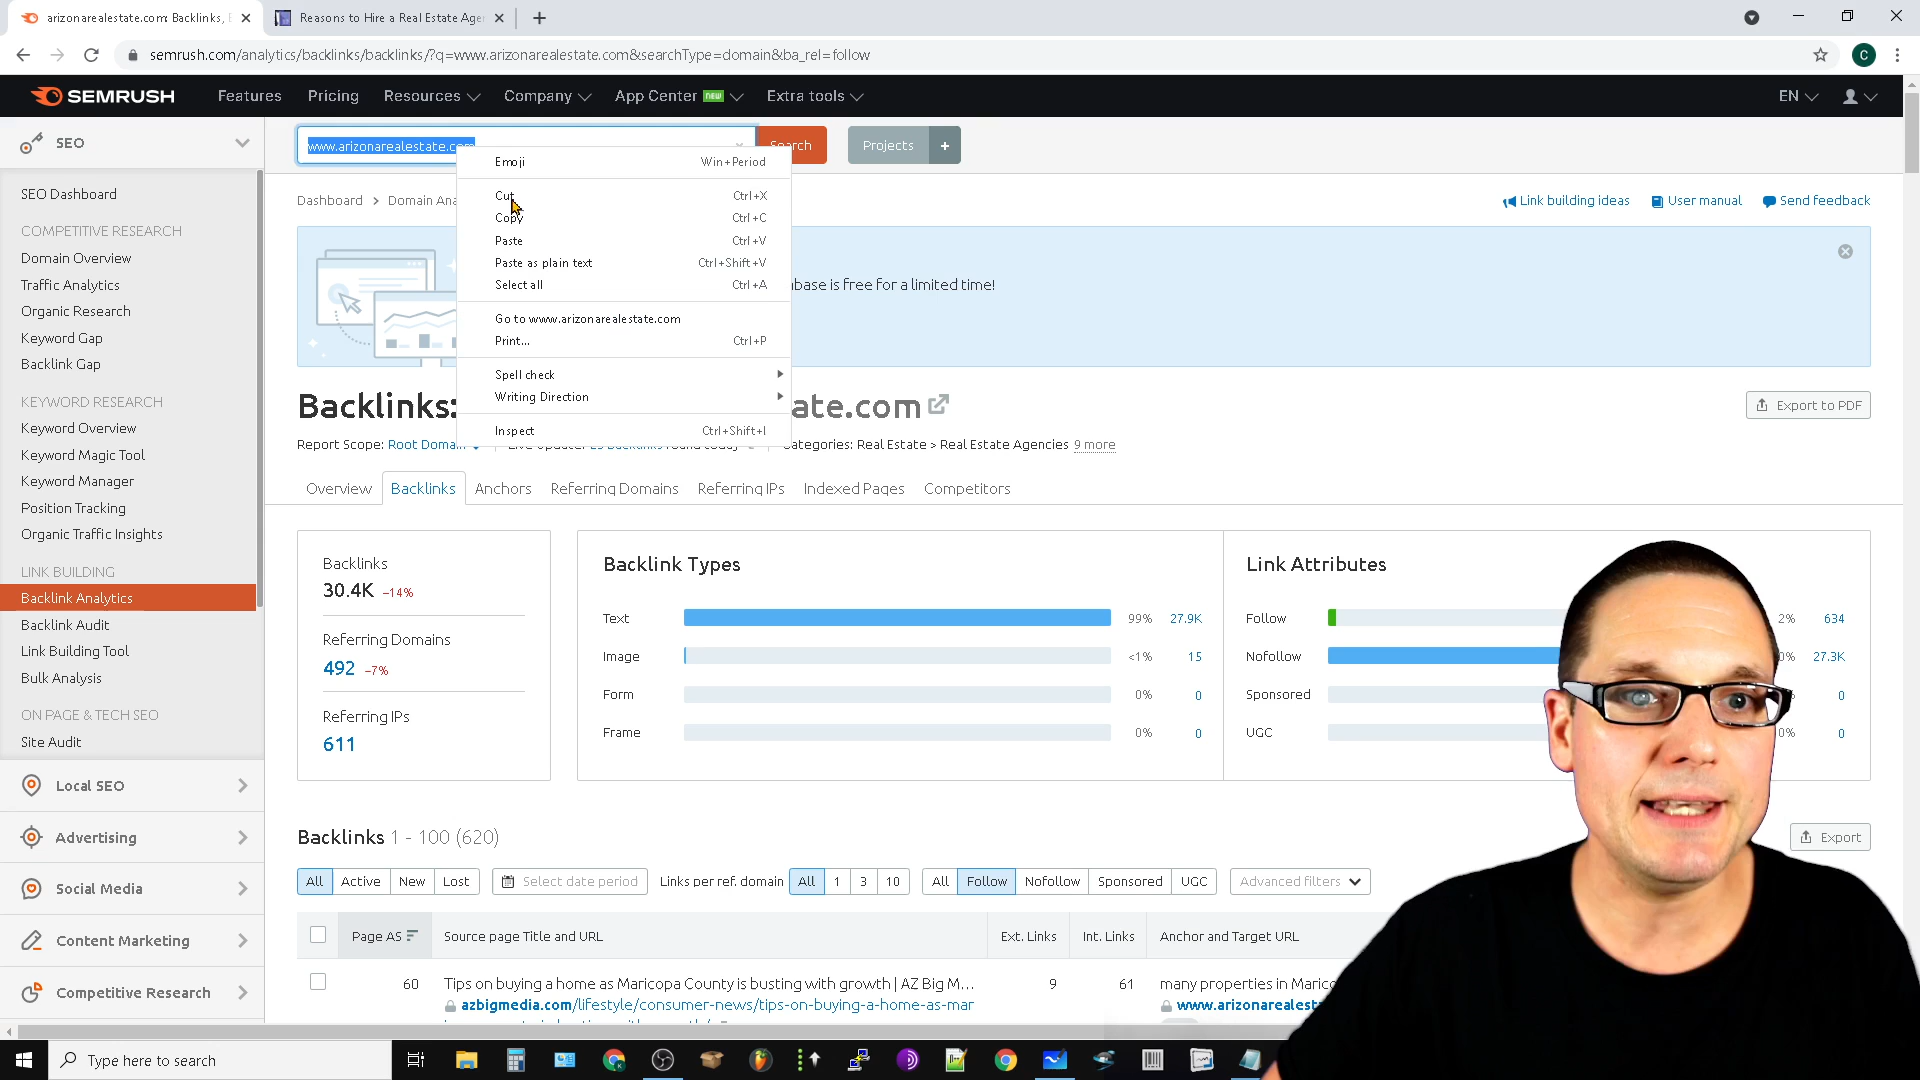 arizonarealestate.com: Backlinks,
Reasons to Hire a Real Estate Age
semrush.com/analytics/backlinks/backlinks/?q=www.arizonarealestate.com&searchType=domain&ba_rel=follow
C
SEMRUSH
Features
Pricing
Resources
Company
App Center NEW
Extra tools
EN
SEO
www.arizonarealestate.com
Search
Projects
+
Emoji Win+Period
Cut Ctrl+X
Copy Ctrl+C
Paste Ctrl+V
Paste as plain text Ctrl+Shift+V
Select all Ctrl+A
Go to www.arizonarealestate.com
Print... Ctrl+P
Spell check
Writing Direction
Inspect Ctrl+Shift+I
SEO Dashboard
COMPETITIVE RESEARCH
Domain Overview
Traffic Analytics
Organic Research
Keyword Gap
Backlink Gap
KEYWORD RESEARCH
Keyword Overview
Keyword Magic Tool
Keyword Manager
Position Tracking
Organic Traffic Insights
LINK BUILDING
Backlink Analytics
Backlink Audit
Link Building Tool
Bulk Analysis
ON PAGE & TECH SEO
Site Audit
Local SEO
Advertising
Social Media
Content Marketing
Competitive Research
Dashboard > Domain Ana
Link building ideas
User manual
Send feedback
base is free for a limited time!
Backlinks: ate.com
Export to PDF
Report Scope: Root Domai
Categories: Real Estate > Real Estate Agencies 9 more
Overview
Backlinks
Anchors
Referring Domains
Referring IPs
Indexed Pages
Competitors
Backlinks
30.4K -14%
Referring Domains
492 -7%
Referring IPs
611
Backlink Types
Text 99% 27.9K
Image <1% 15
Form 0% 0
Frame 0% 0
Link Attributes
Follow 2% 634
Nofollow 0% 27.3K
Sponsored 0
UGC 0% 0
Backlinks 1 - 100 (620)
Export
All Active New Lost
Select date period
Links per ref. domain All 1 3 10
All Follow Nofollow Sponsored UGC
Advanced filters
Page AS
Source page Title and URL
Ext. Links
Int. Links
Anchor and Target URL
60 Tips on buying a home as Maricopa County is busting with growth | AZ Big M... 9 61 many properties in Marico
azbigmedia.com/lifestyle/consumer-news/tips-on-buying-a-home-as-mar
www.arizonarealest
Type here to search